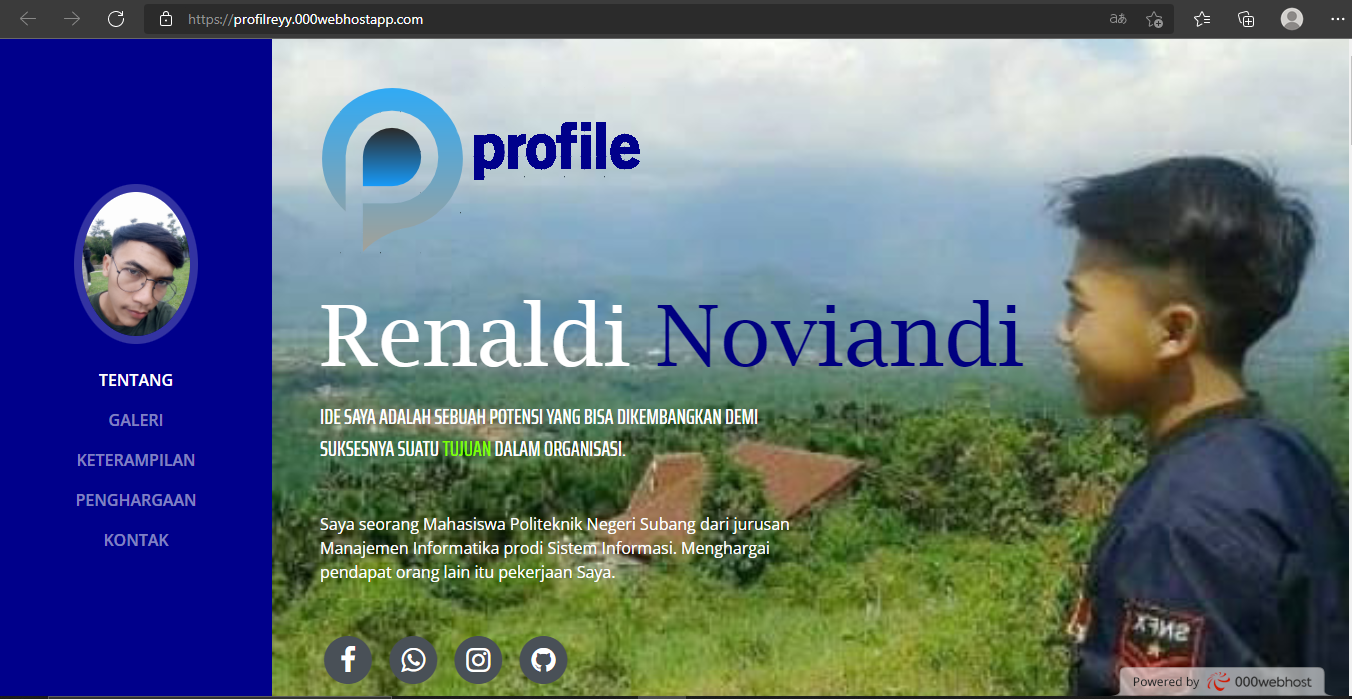 https://profilreyy.000webhostapp.com
profile
Renaldi Noviandi
IDE SAYA ADALAH SEBUAH POTENSI YANG BISA DIKEMBANGKAN DEMI
SUKSESNYA SUATU TUJUAN DALAM ORGANISASI.
Saya seorang Mahasiswa Politeknik Negeri Subang dari jurusan
Manajemen Informatika prodi Sistem Informasi. Menghargai
pendapat orang lain itu pekerjaan Saya.
TENTANG
GALERI
KETERAMPILAN
PENGHARGAAN
KONTAK
SNFX
Powered by 000webhost